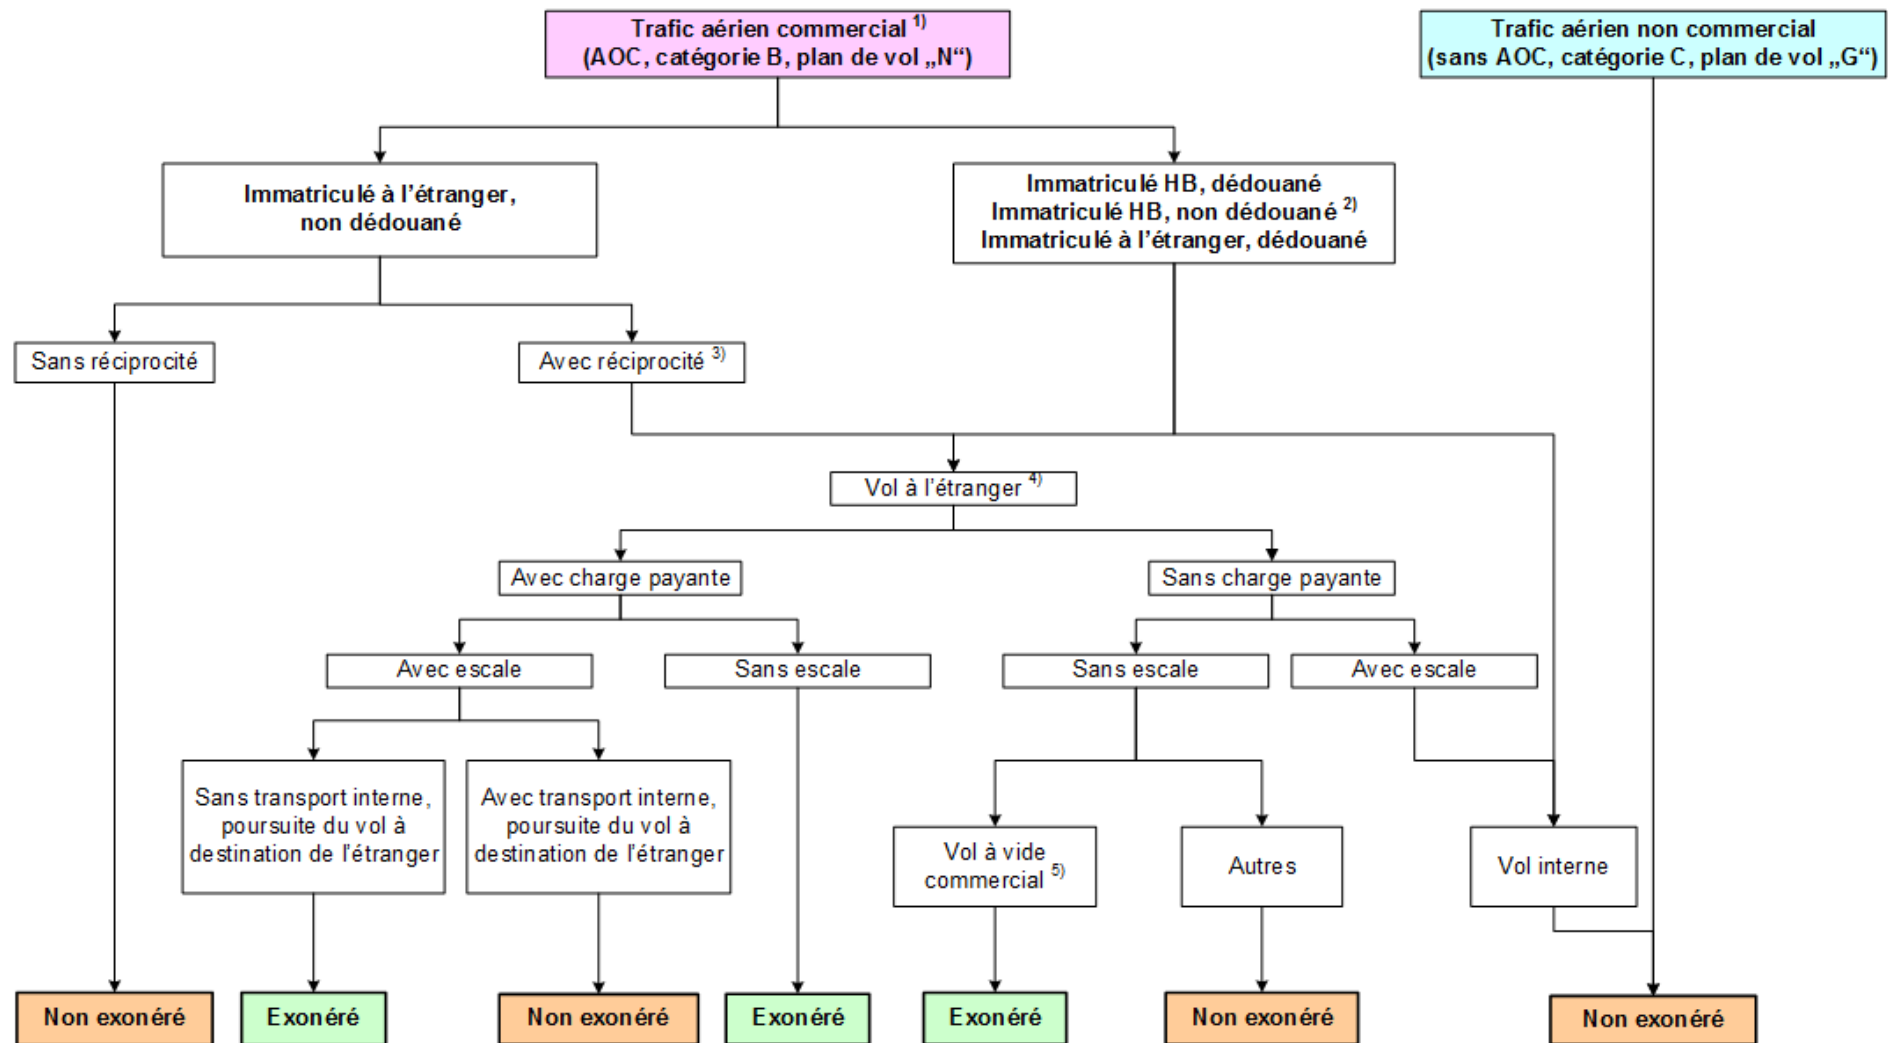 Trafic aérien commercial 1)
(AOC, catégorie B, plan de vol „N“)
Trafic aérien non commercial
(sans AOC, catégorie C, plan de vol „G“)
Immatriculé à l’étranger,
non dédouané
Immatriculé HB, dédouané
Immatriculé HB, non dédouané 2)
Immatriculé à l’étranger, dédouané
Sans réciprocité
Avec réciprocité 3)
Vol à l’étranger 4)
Avec charge payante
Sans charge payante
Avec escale
Sans escale
Sans escale
Avec escale
Sans transport interne,
poursuite du vol à
destination de l’étranger
Avec transport interne,
poursuite du vol à
destination de l’étranger
Vol à vide
commercial 5)
Autres
Vol interne
Non exonéré
Exonéré
Non exonéré
Exonéré
Exonéré
Non exonéré
Non exonéré